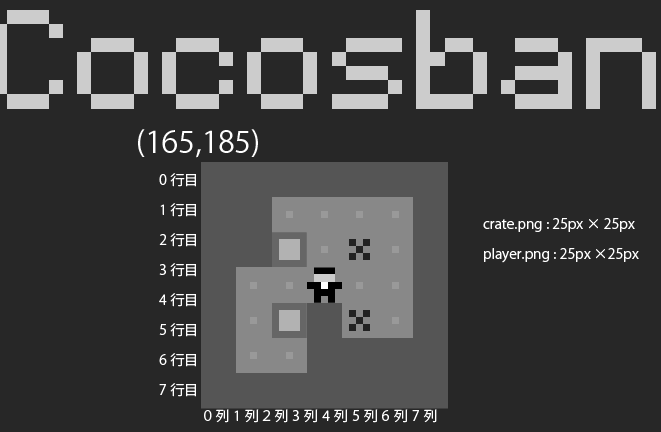 Cocosban
(165,185)
0 行目
1 行目
2 行目
3 行目
4 行目
5 行目
6 行目
7 行目
0 列 1 列 2 列 3 列 4 列 5 列 6 列 7 列
crate.png : 25px × 25px
player.png : 25px ×25px